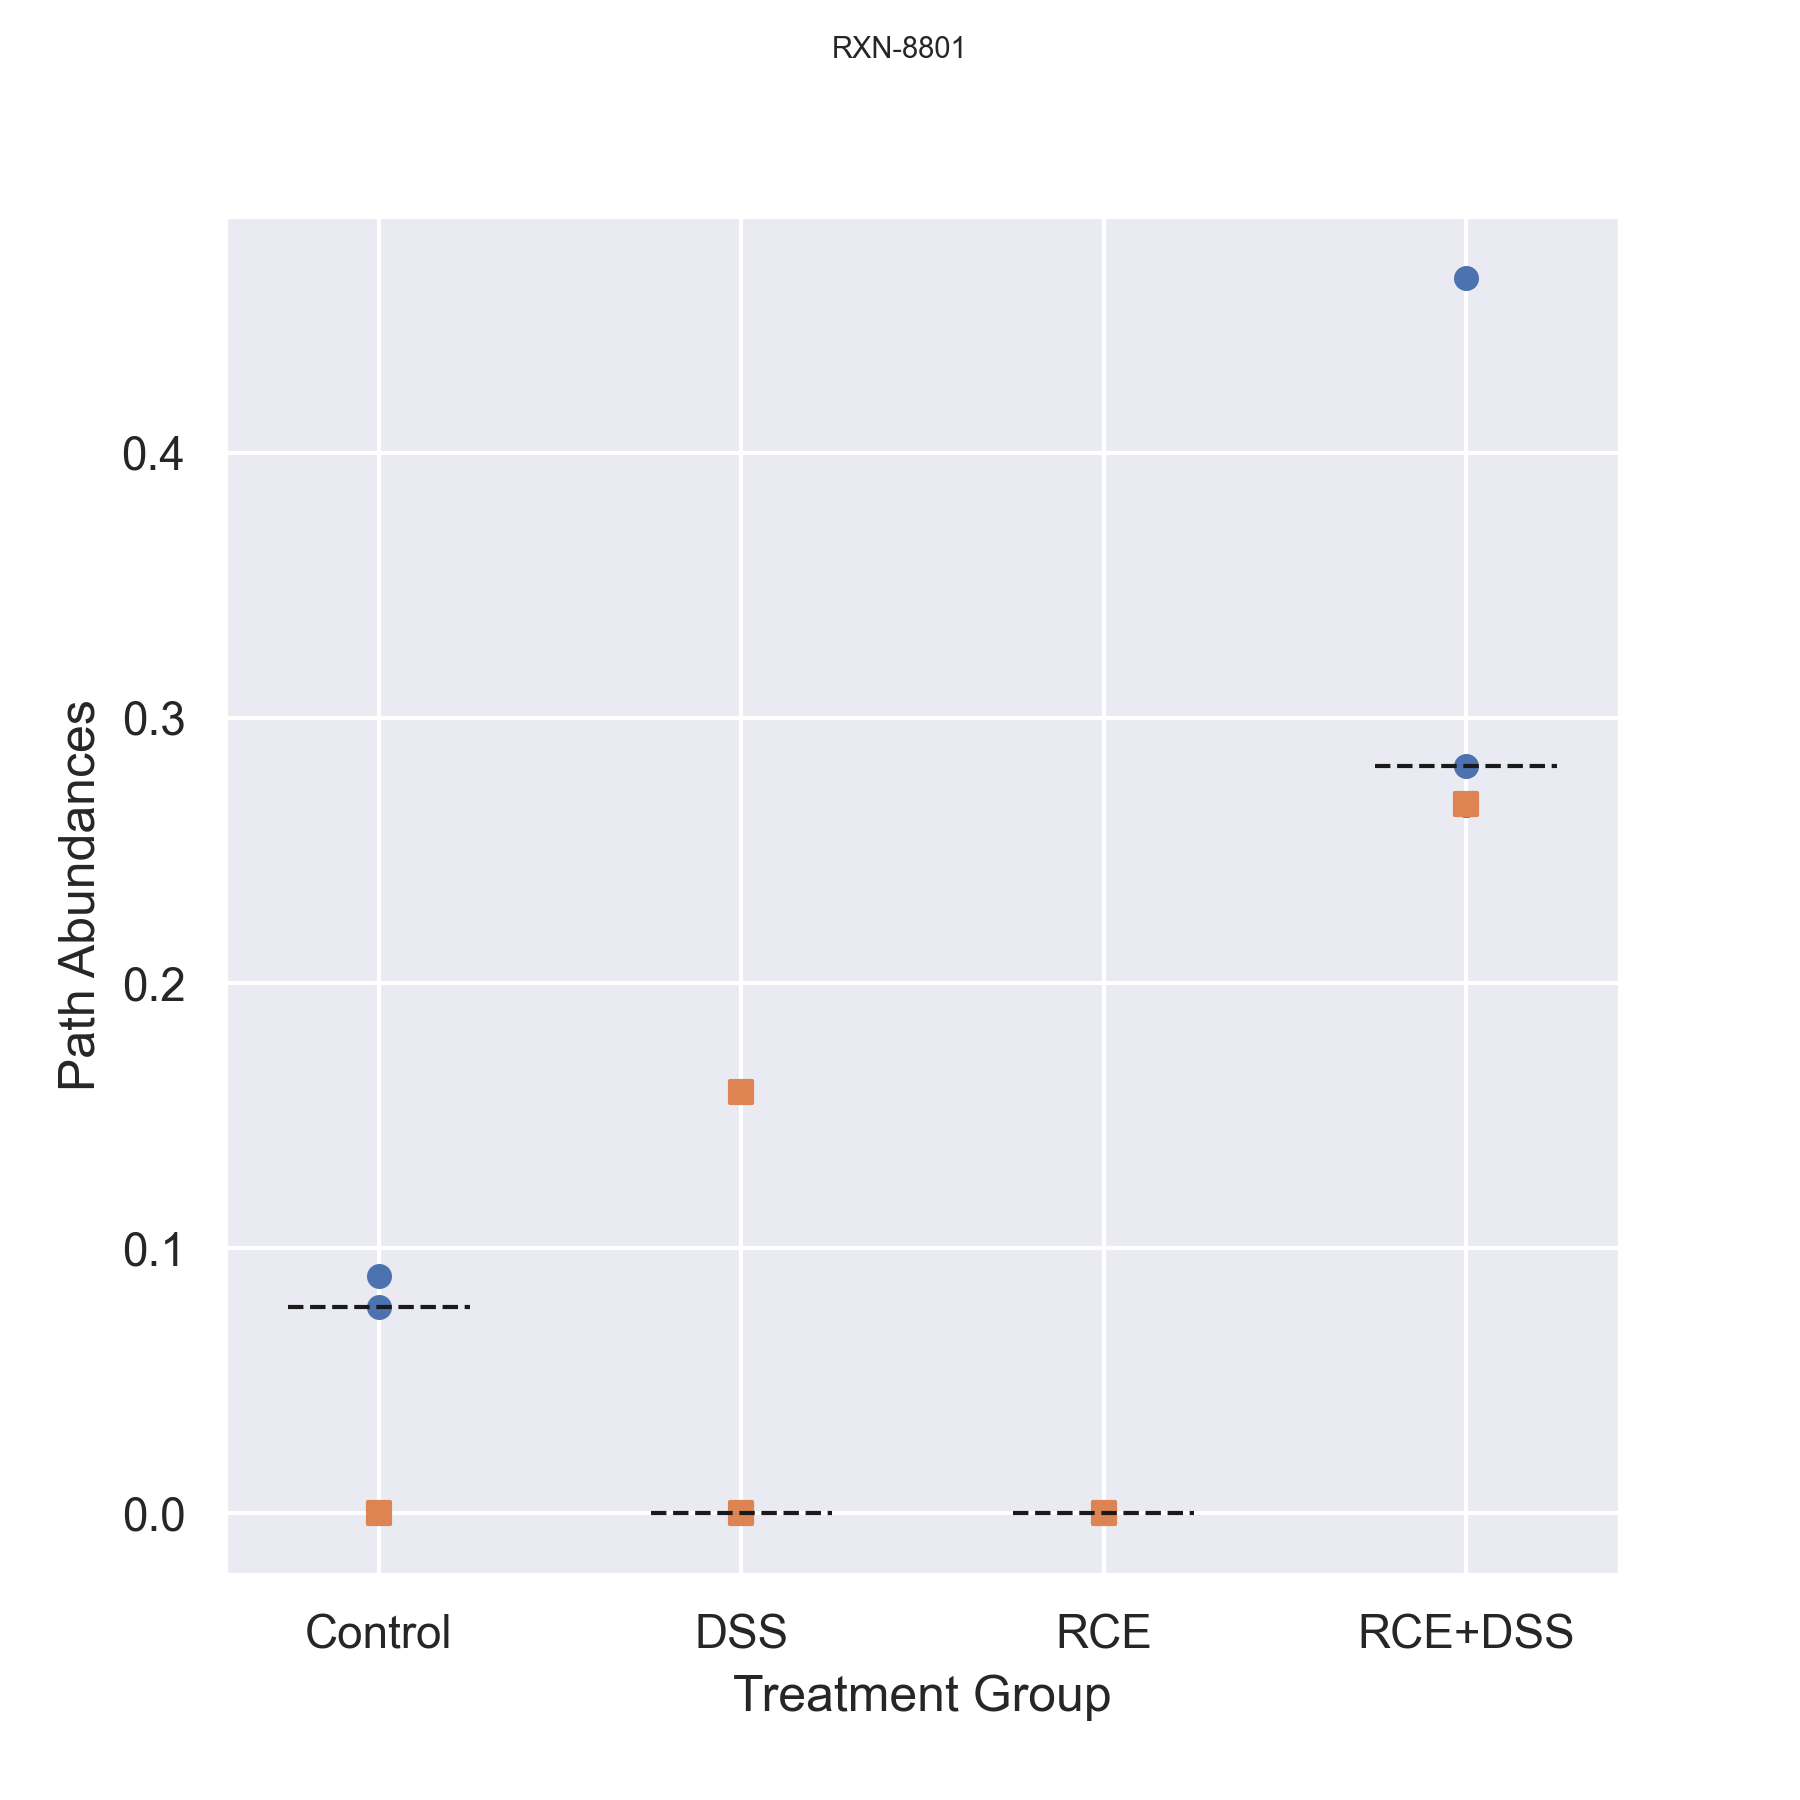 RXN-8801
Path Abundances
0.4
0.3
0.2
0.1
0.0
Control
DSS
RCE
RCE+DSS
Treatment Group